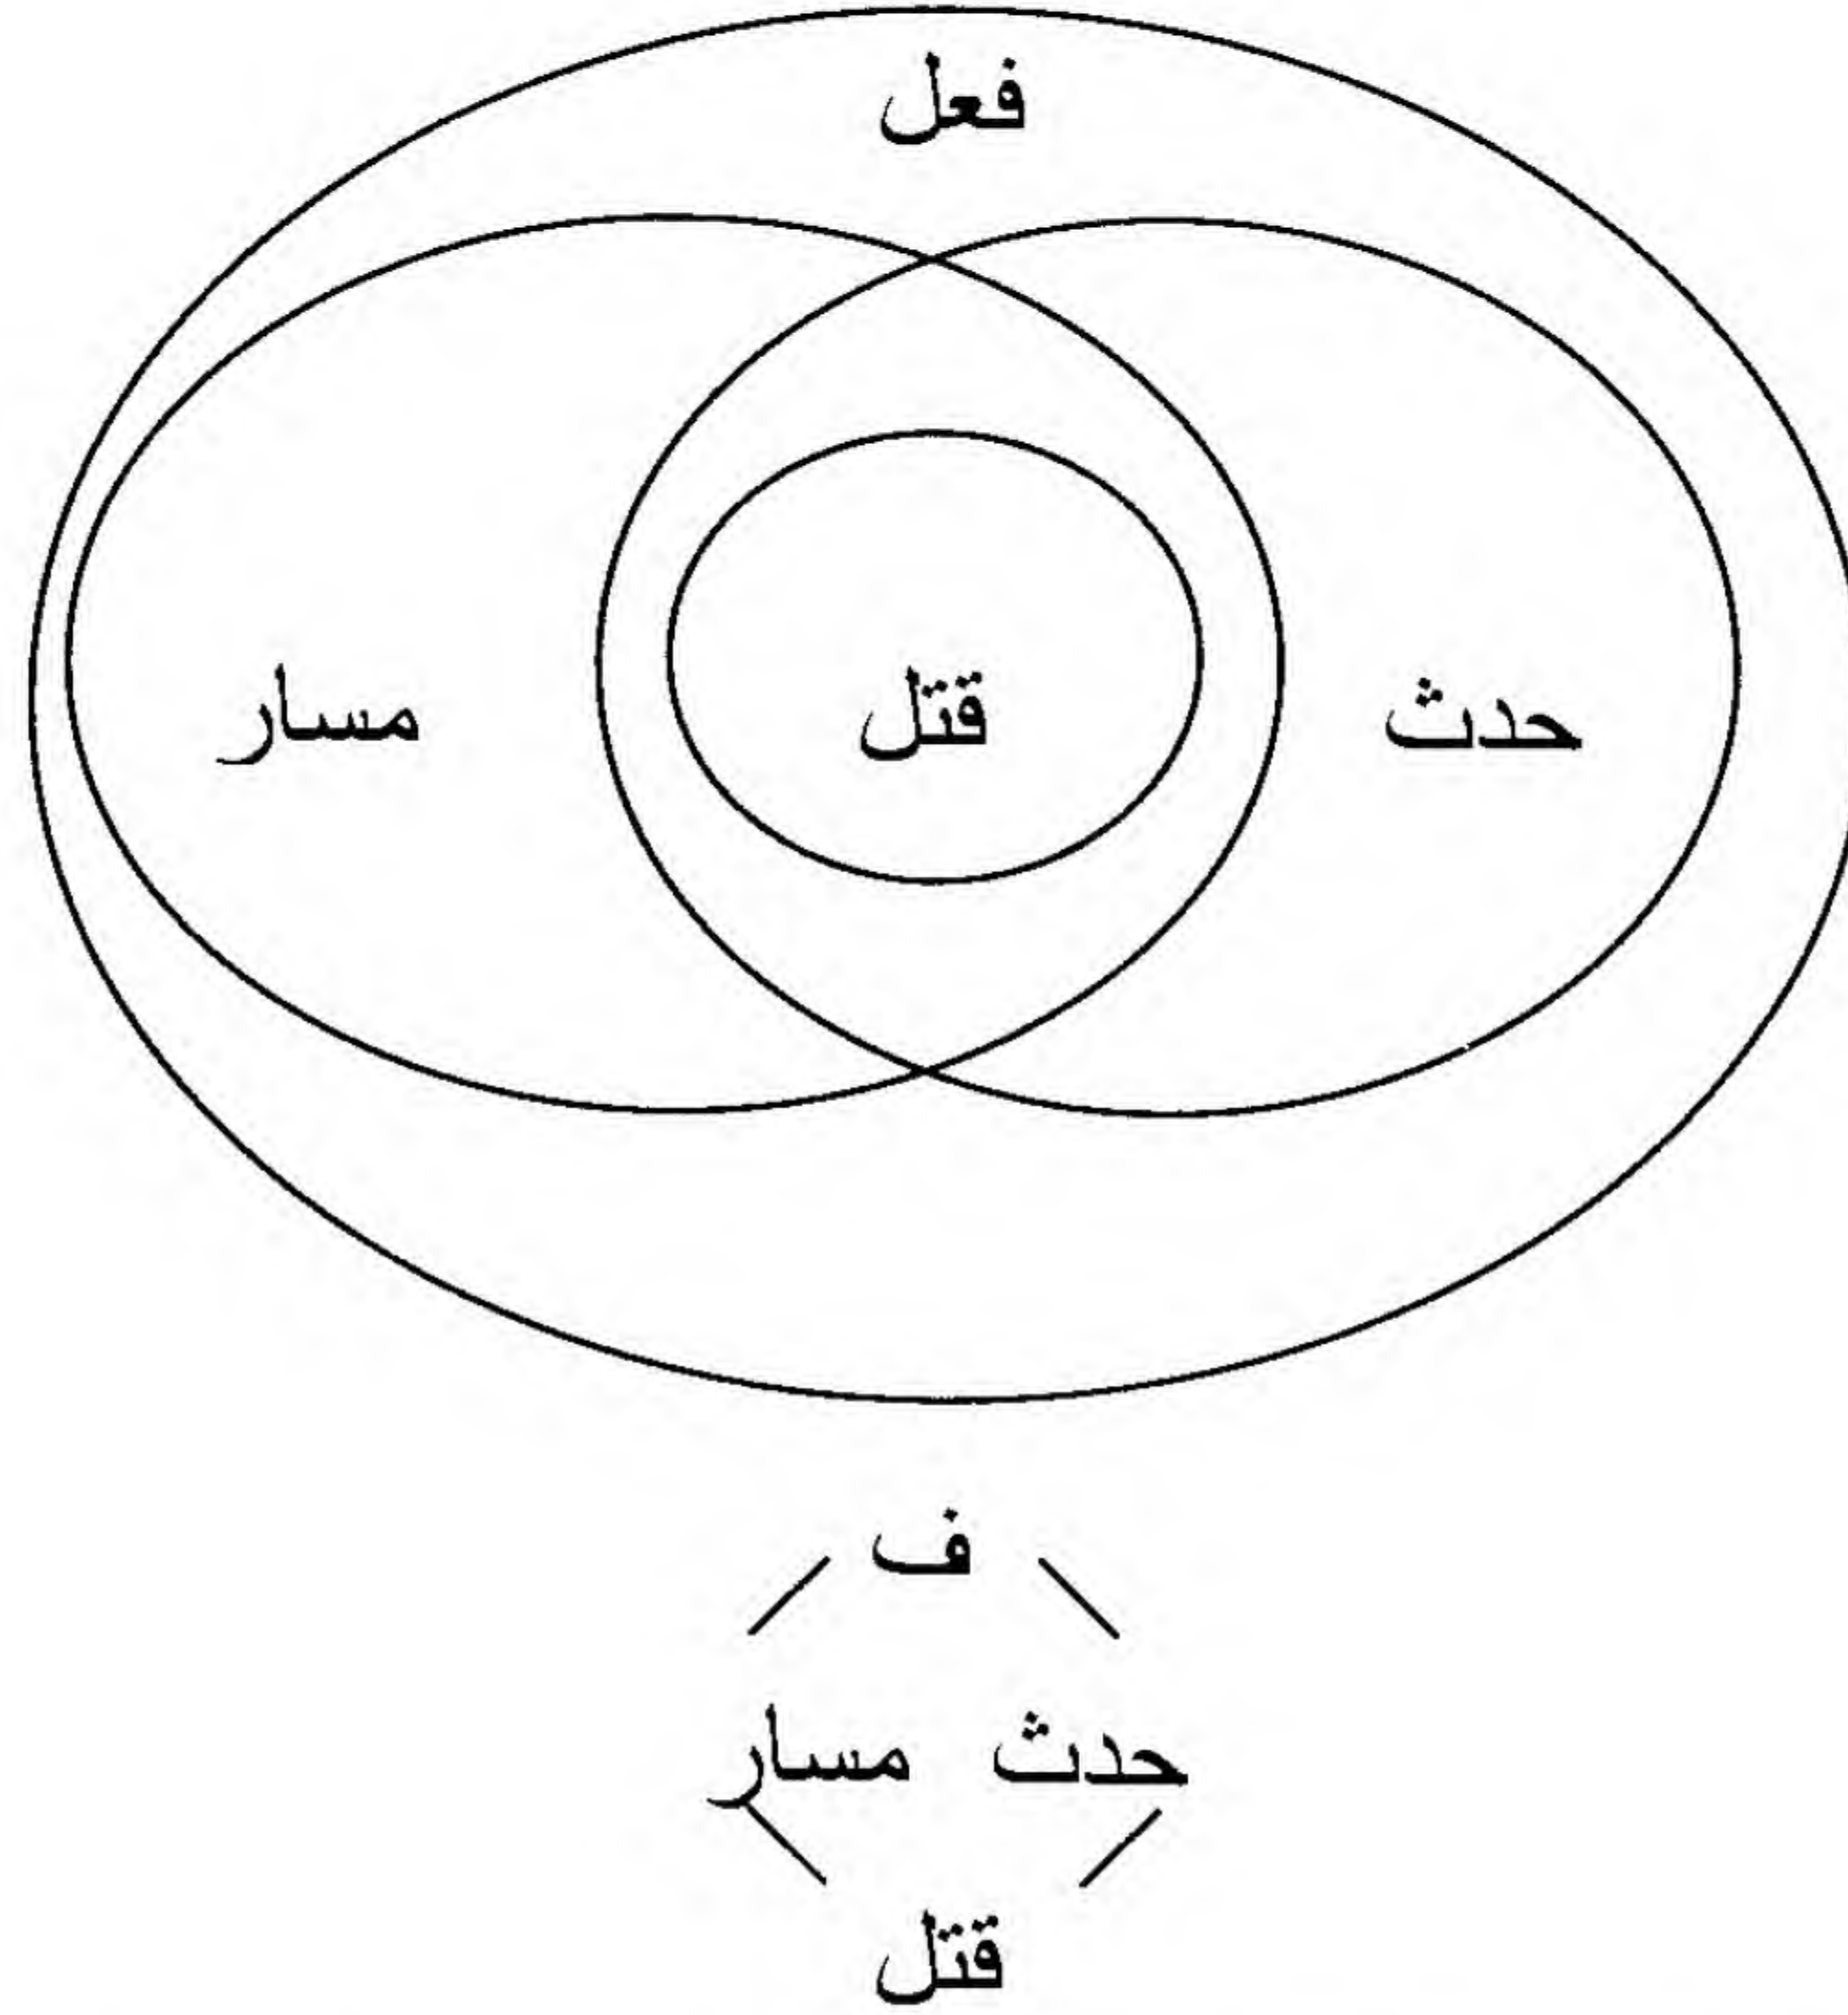 فعل
حدث قتل مسار
ف
حدث مسار
قتل